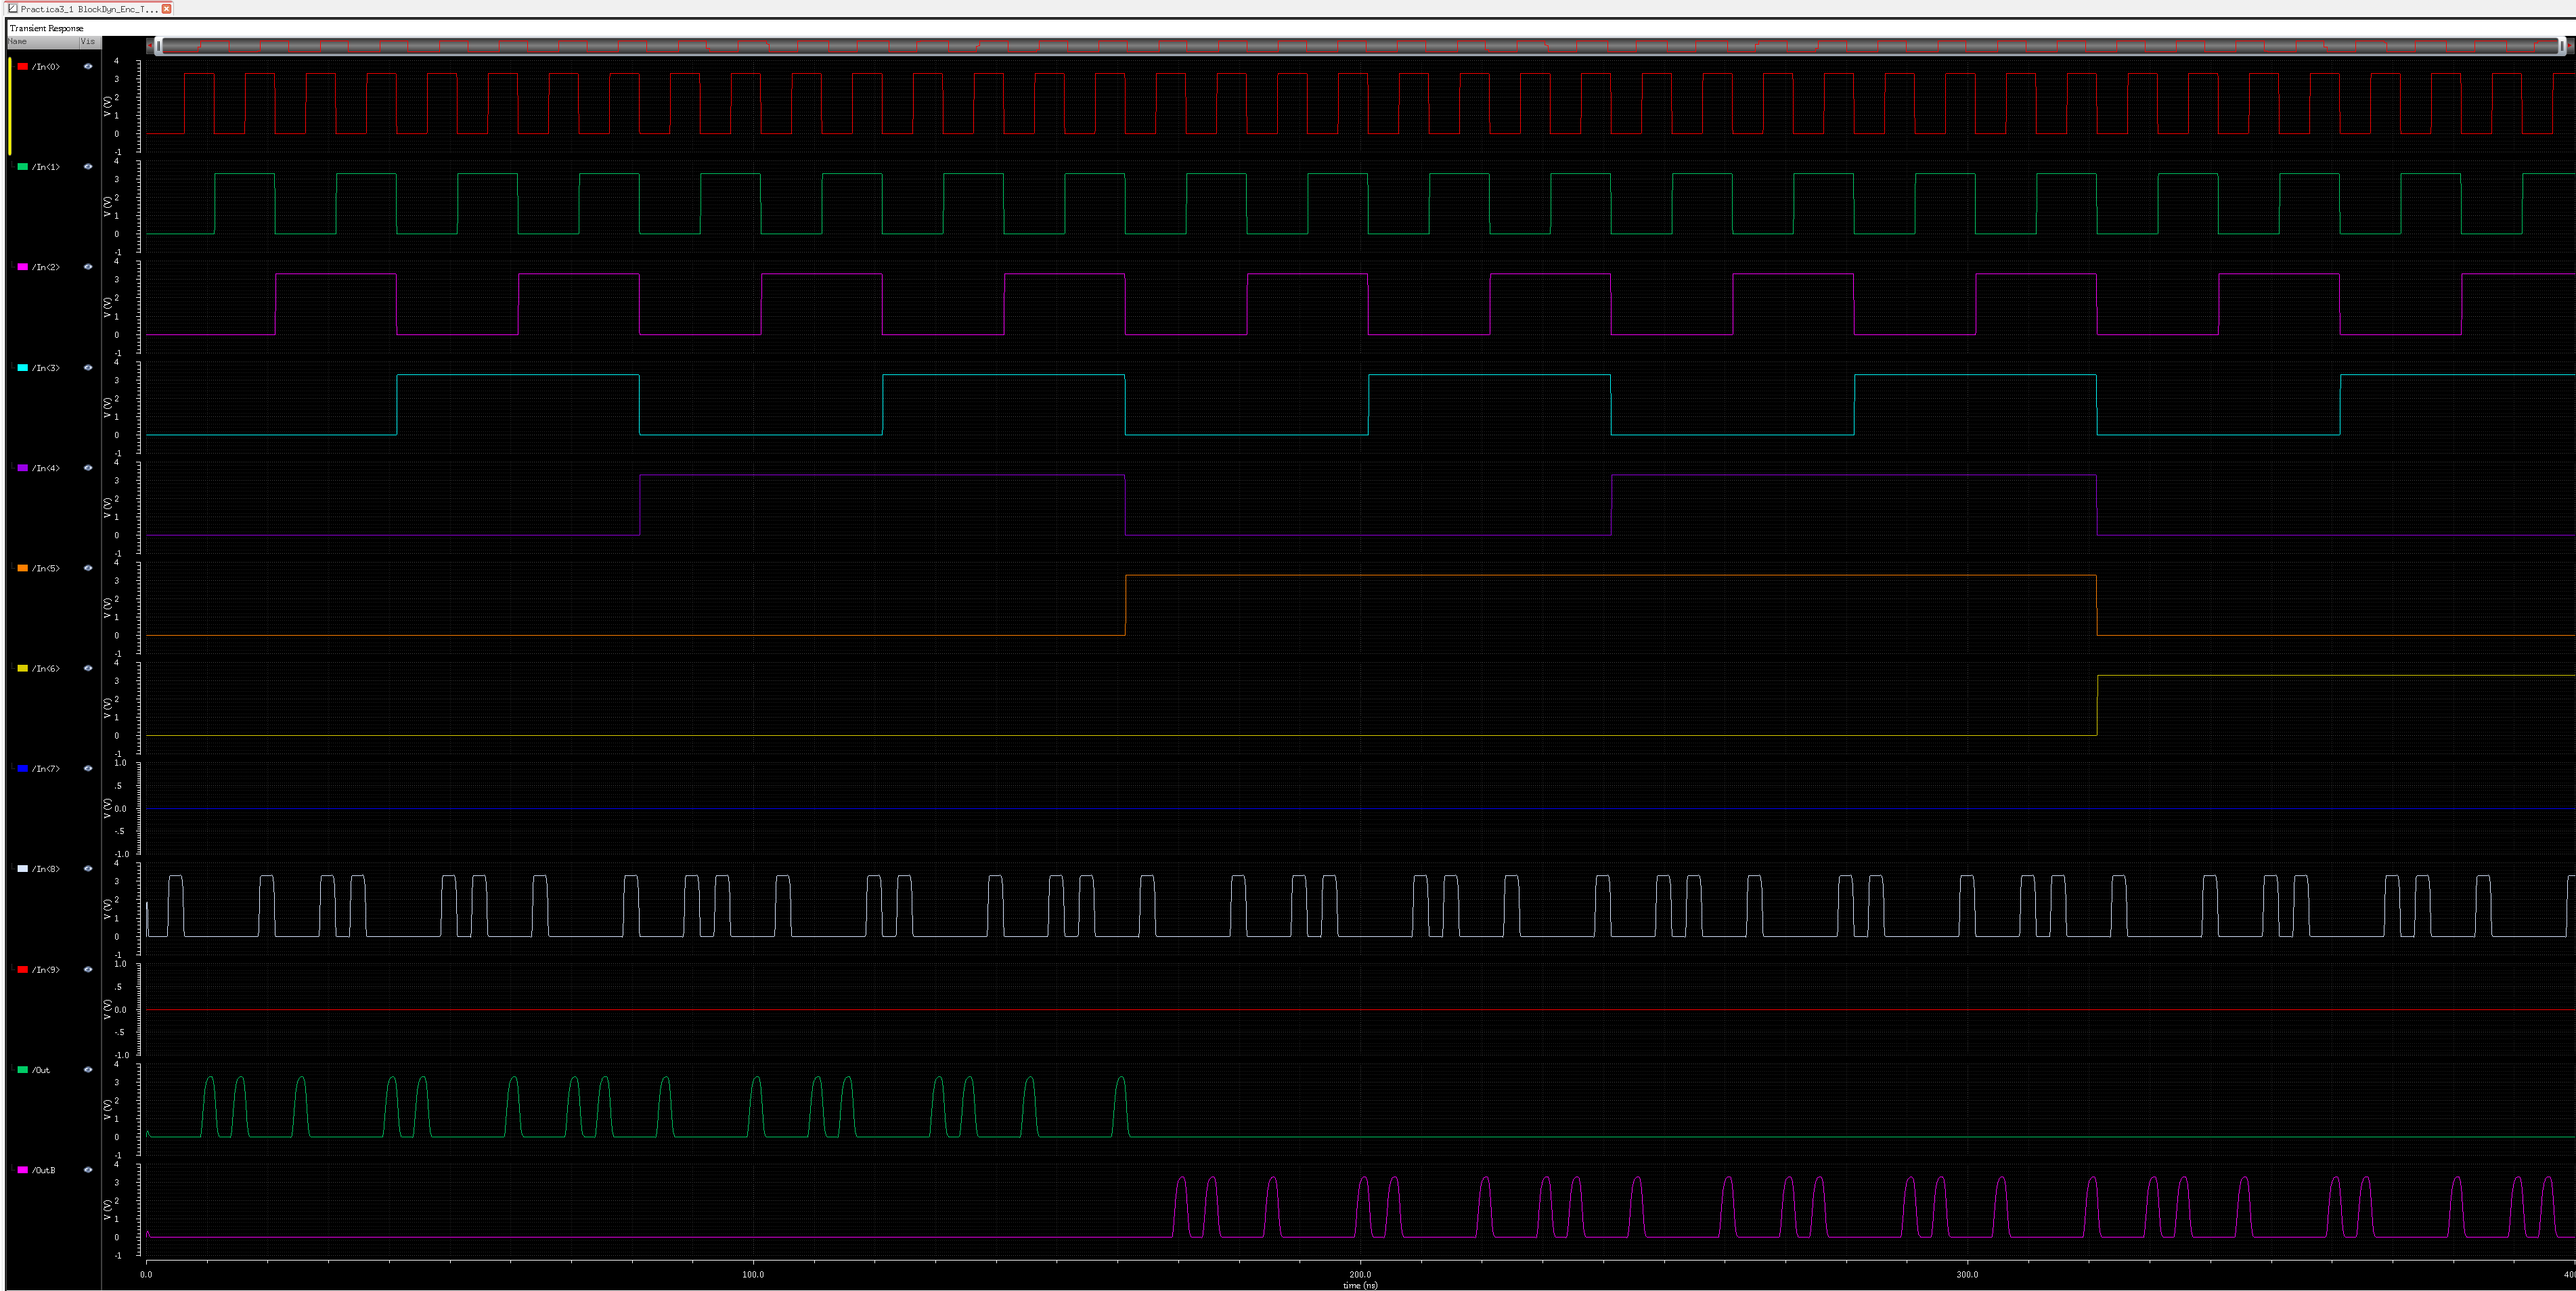 Practica3_1 BlockDyn_Enc_T...
Transient Response
Name Vis
/In<0>
V (V)
4
3
2
1
0
-1
/In<1>
V (V)
4
3
2
1
0
-1
/In<2>
V (V)
4
3
2
1
0
-1
/In<3>
V (V)
4
3
2
1
0
-1
/In<4>
V (V)
4
3
2
1
0
-1
/In<5>
V (V)
4
3
2
1
0
-1
/In<6>
V (V)
4
3
2
1
0
-1
/In<7>
V (V)
1.0
.5
0.0
-.5
-1.0
/In<8>
V (V)
4
3
2
1
0
-1
/In<9>
V (V)
1.0
.5
0.0
-.5
-1.0
/Out
V (V)
4
3
2
1
0
-1
/OutB
V (V)
4
3
2
1
0
-1
0.0 100.0 200.0 300.0
time (ns)